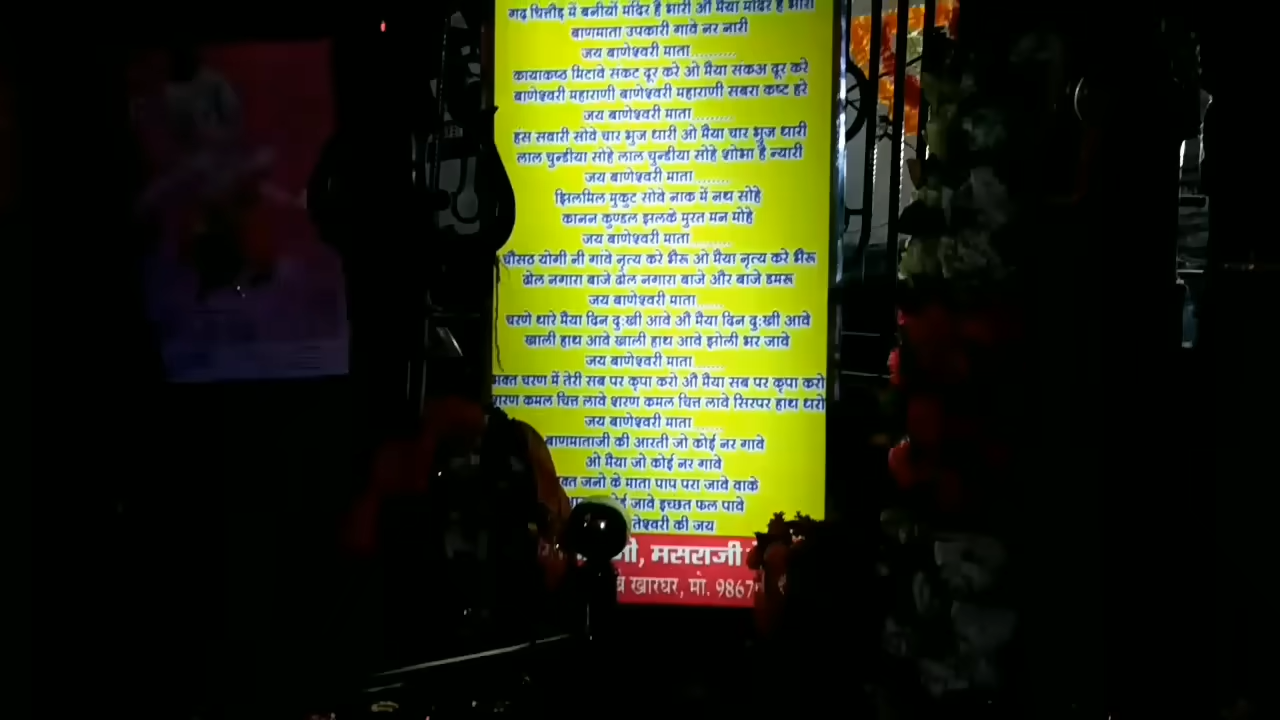 गढ़ चित्तौड़ में बनीयों मंदिर है भारी औ मैया मंदिर है भारी
बाणमाता उपकारी गावे नर नारी
जय बाणेश्वरी माता ..........
कायाकष्ठ मिटावे संकट दूर करे ओ मैया संकअ दूर करे
बाणेश्वरी महाराणी बाणेश्वरी महाराणी सबरा कष्ट हरे
जय बाणेश्वरी माता ..........
हंस सवारी सोवे चार भुज धारी ओ मैया चार भुज धारी
लाल चुन्डीया सोहे लाल चुन्डीया सोहे शोभा है न्यारी
जय बाणेश्वरी माता ........
झिलमिल मुकुट सोवे नाक में नथ सोहे
कानन कुण्डल झलके मुरत मन मोहे
जय बाणेश्वरी माता ..........
चौसठ योगी नी गांवे नृत्य करे भैरू ओ मैया नृत्य करे भैरू
ढोल नगारा बाजे ढोल नगारा बाजे और बाजे डमरू
जय बाणेश्वरी माता ......
चरणे थारे मैया दिन दुःखी आवे औ मैया दिन दुःखी आवे
खाली हाथ आवे खाली हाथ आवे झोली भर जावे
जय बाणेश्वरी माता .......
भक्त चरण में तेरी सब पर कृपा करो औ मैया सब पर कृपा करो
शरण कमल चित्त लावे शरण कमल चित्त लावे सिरपर हाथ धरो
जय बाणेश्वरी माता .......
बाणमाताजी की आरती जो कोई नर गावे
ओ मैया जो कोई नर गावे
जनो के माता पाप परा जावे वाके
जावे इच्छत फल पावे
की जय
मसराजी
खारघर, मो. 9867